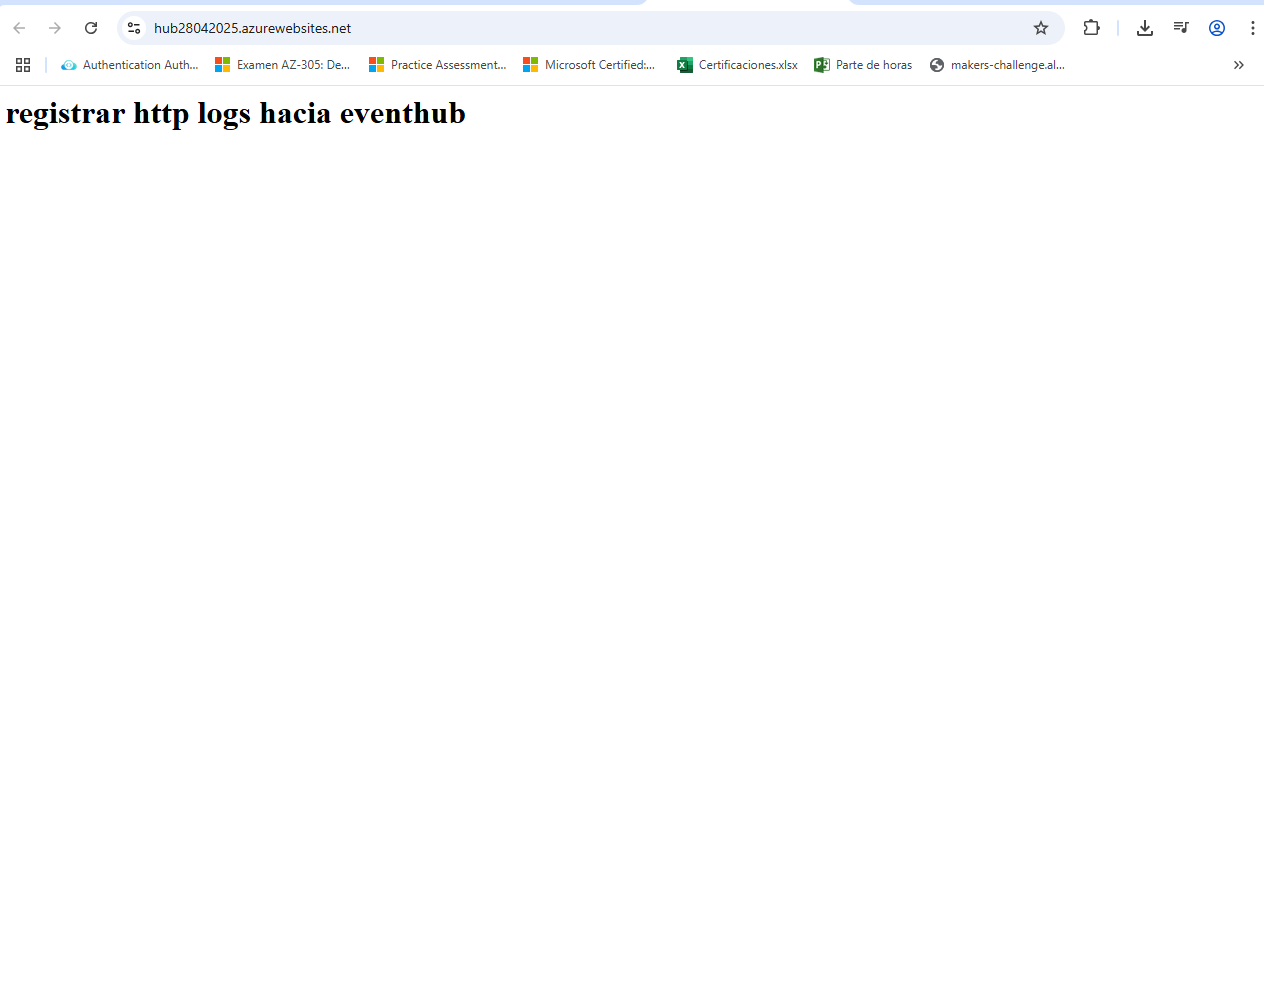 hub28042025.azurewebsites.net
Authentication Auth...
Examen AZ-305: De...
Practice Assessment...
Microsoft Certified:...
Certificaciones.xlsx
Parte de horas
makers-challenge.al...
registrar http logs hacia eventhub